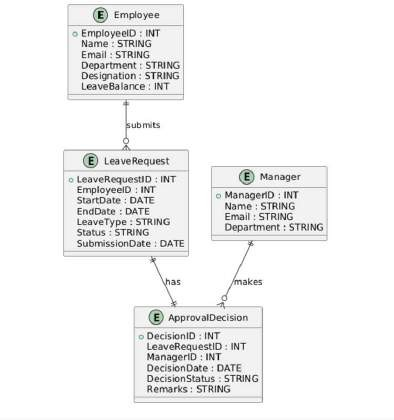 E Employee
EmployeeID : INT
Name : STRING
Email : STRING
Department : STRING
Designation : STRING
LeaveBalance : INT
submits
E LeaveRequest
LeaveRequestID : INT
EmployeeID : INT
StartDate : DATE
EndDate : DATE
LeaveType : STRING
Status : STRING
SubmissionDate : DATE
E Manager
ManagerID : INT
Name : STRING
Email : STRING
Department : STRING
has
makes
E ApprovalDecision
DecisionID : INT
LeaveRequestID : INT
ManagerID : INT
DecisionDate : DATE
DecisionStatus : STRING
Remarks : STRING